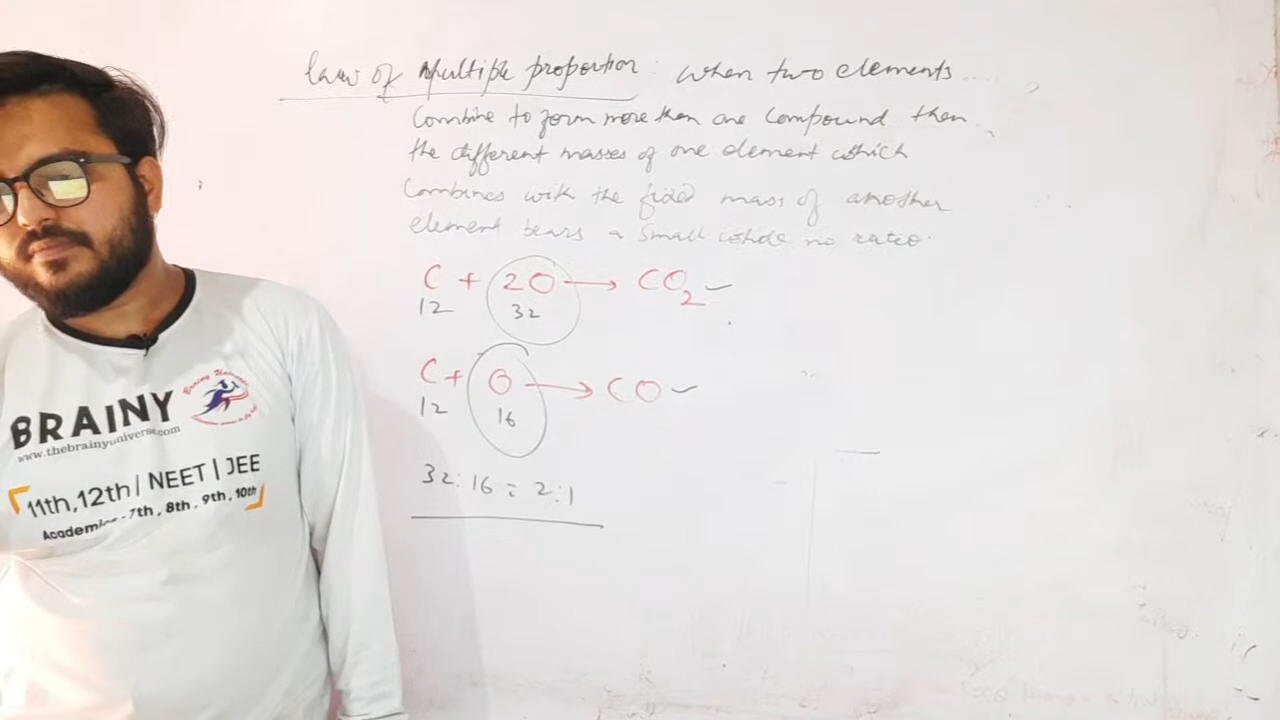 law of Multiple proportion : when two elements
Combine to form more than one compound then
the different masses of one element which
Combines with the fixed mass of another
element bears a small whole no ratio.
C + 2O → CO2
12 32
C + O → CO
12 16
32 : 16 = 2 : 1
BRAINY
www.thebrainyuniverse.com
11th, 12th / NEET | JEE
Academic - 7th, 8th, 9th, 10th
Brainy Universe